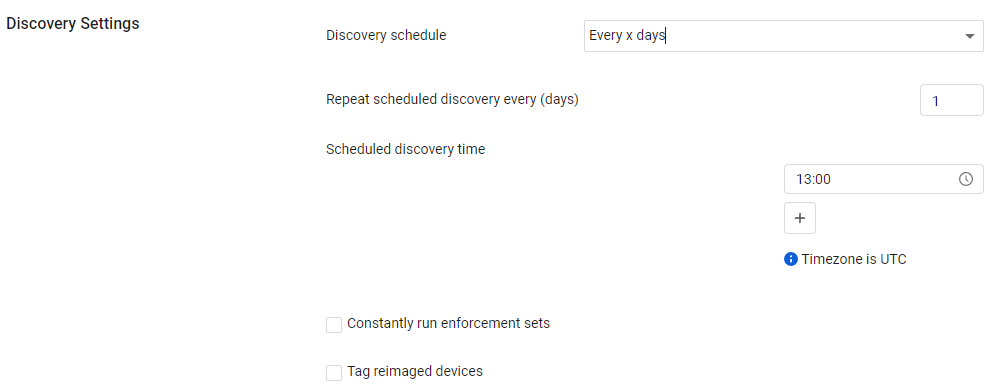 Discovery Settings
Discovery schedule
Every x days
Repeat scheduled discovery every (days)
1
Scheduled discovery time
13:00
+
Timezone is UTC
Constantly run enforcement sets
Tag reimaged devices